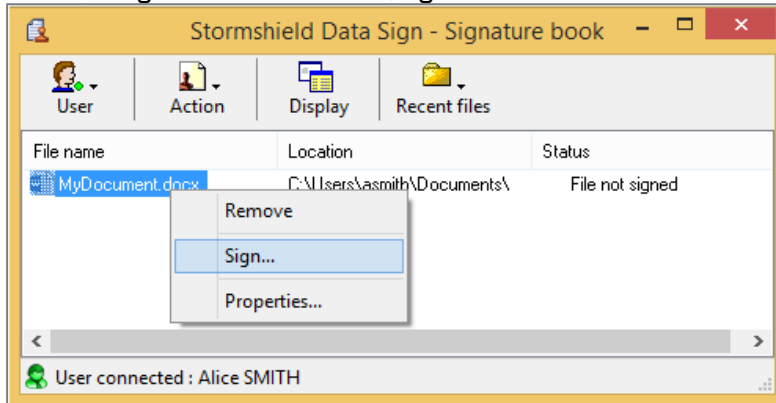 Stormshield Data Sign - Signature book
User Action Display Recent files
File name Location Status
MyDocument.docx C:\Users\asmith\Documents\ File not signed
Remove
Sign...
Properties...
User connected : Alice SMITH